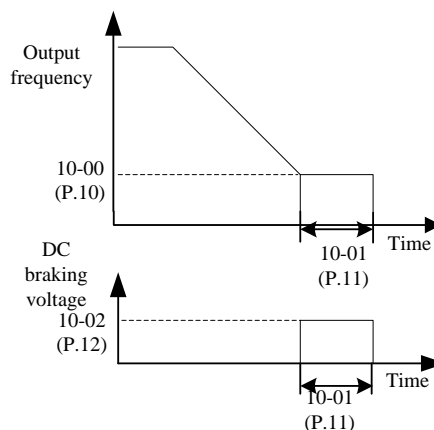 Output
frequency
10-00
(P.10)
Time
10-01
(P.11)
DC
braking
voltage
10-02
(P.12)
Time
10-01
(P.11)